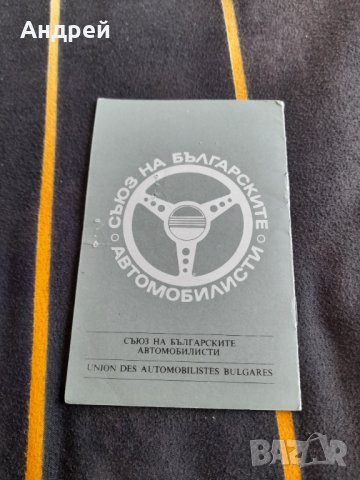 Андрей
СЪЮЗ НА БЪЛГАРСКИТЕ
АВТОМОБИЛИСТИ
СЪЮЗ НА БЪЛГАРСКИТЕ
АВТОМОБИЛИСТИ
UNION DES AUTOMOBILISTES BULGARES
BAZAR